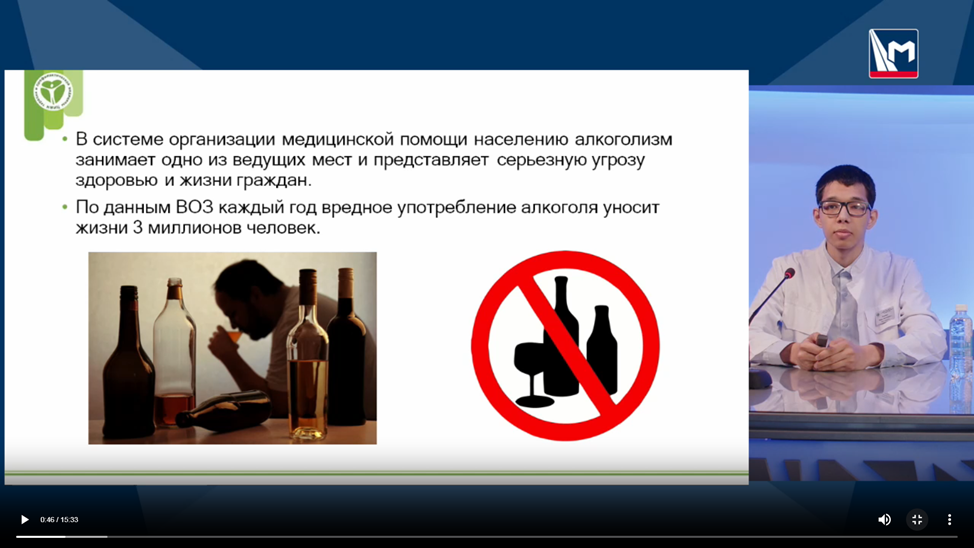 М
В системе организации медицинской помощи населению алкоголизм
занимает одно из ведущих мест и представляет серьезную угрозу
здоровью и жизни граждан.
По данным ВОЗ каждый год вредное употребление алкоголя уносит
жизни 3 миллионов человек.
0:46 / 15:33